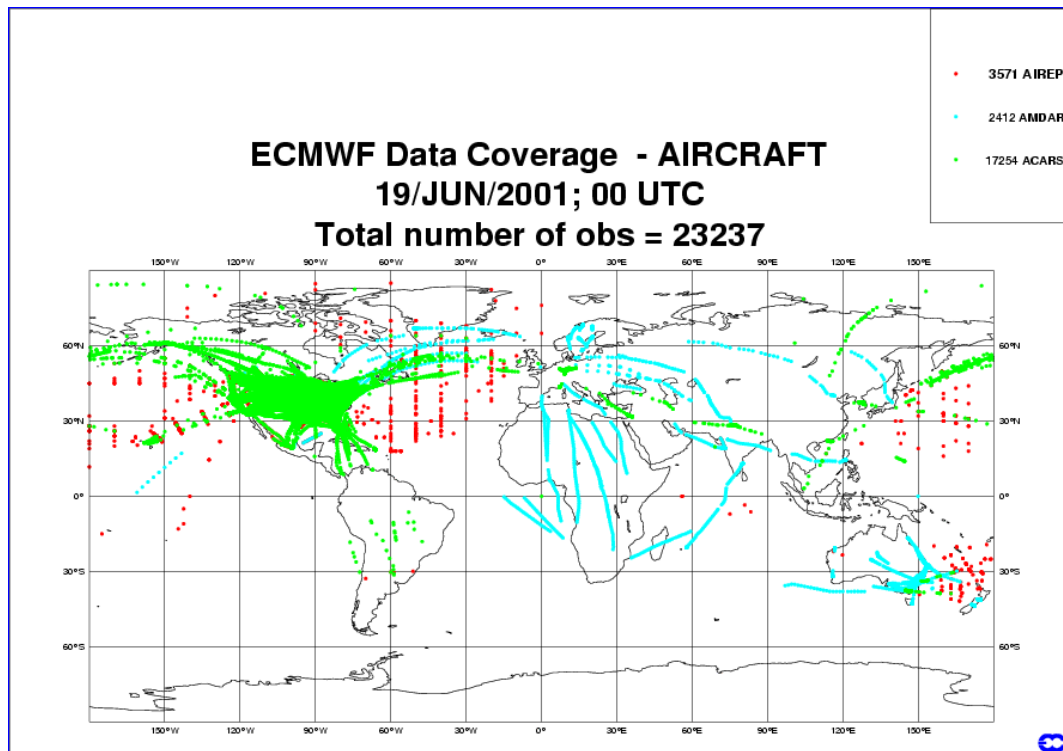 3571 AIREP
2412 AMDAR
17254 ACARS
ECMWF Data Coverage - AIRCRAFT
19/JUN/2001; 00 UTC
Total number of obs = 23237
150°W 120°W 90°W 60°W 30°W 0° 30°E 60°E 90°E 120°E 150°E
60°N 60°N
30°N 30°N
0° 0°
30°S 30°S
60°S 60°S
150°W 120°W 90°W 60°W 30°W 0° 30°E 60°E 90°E 120°E 150°E